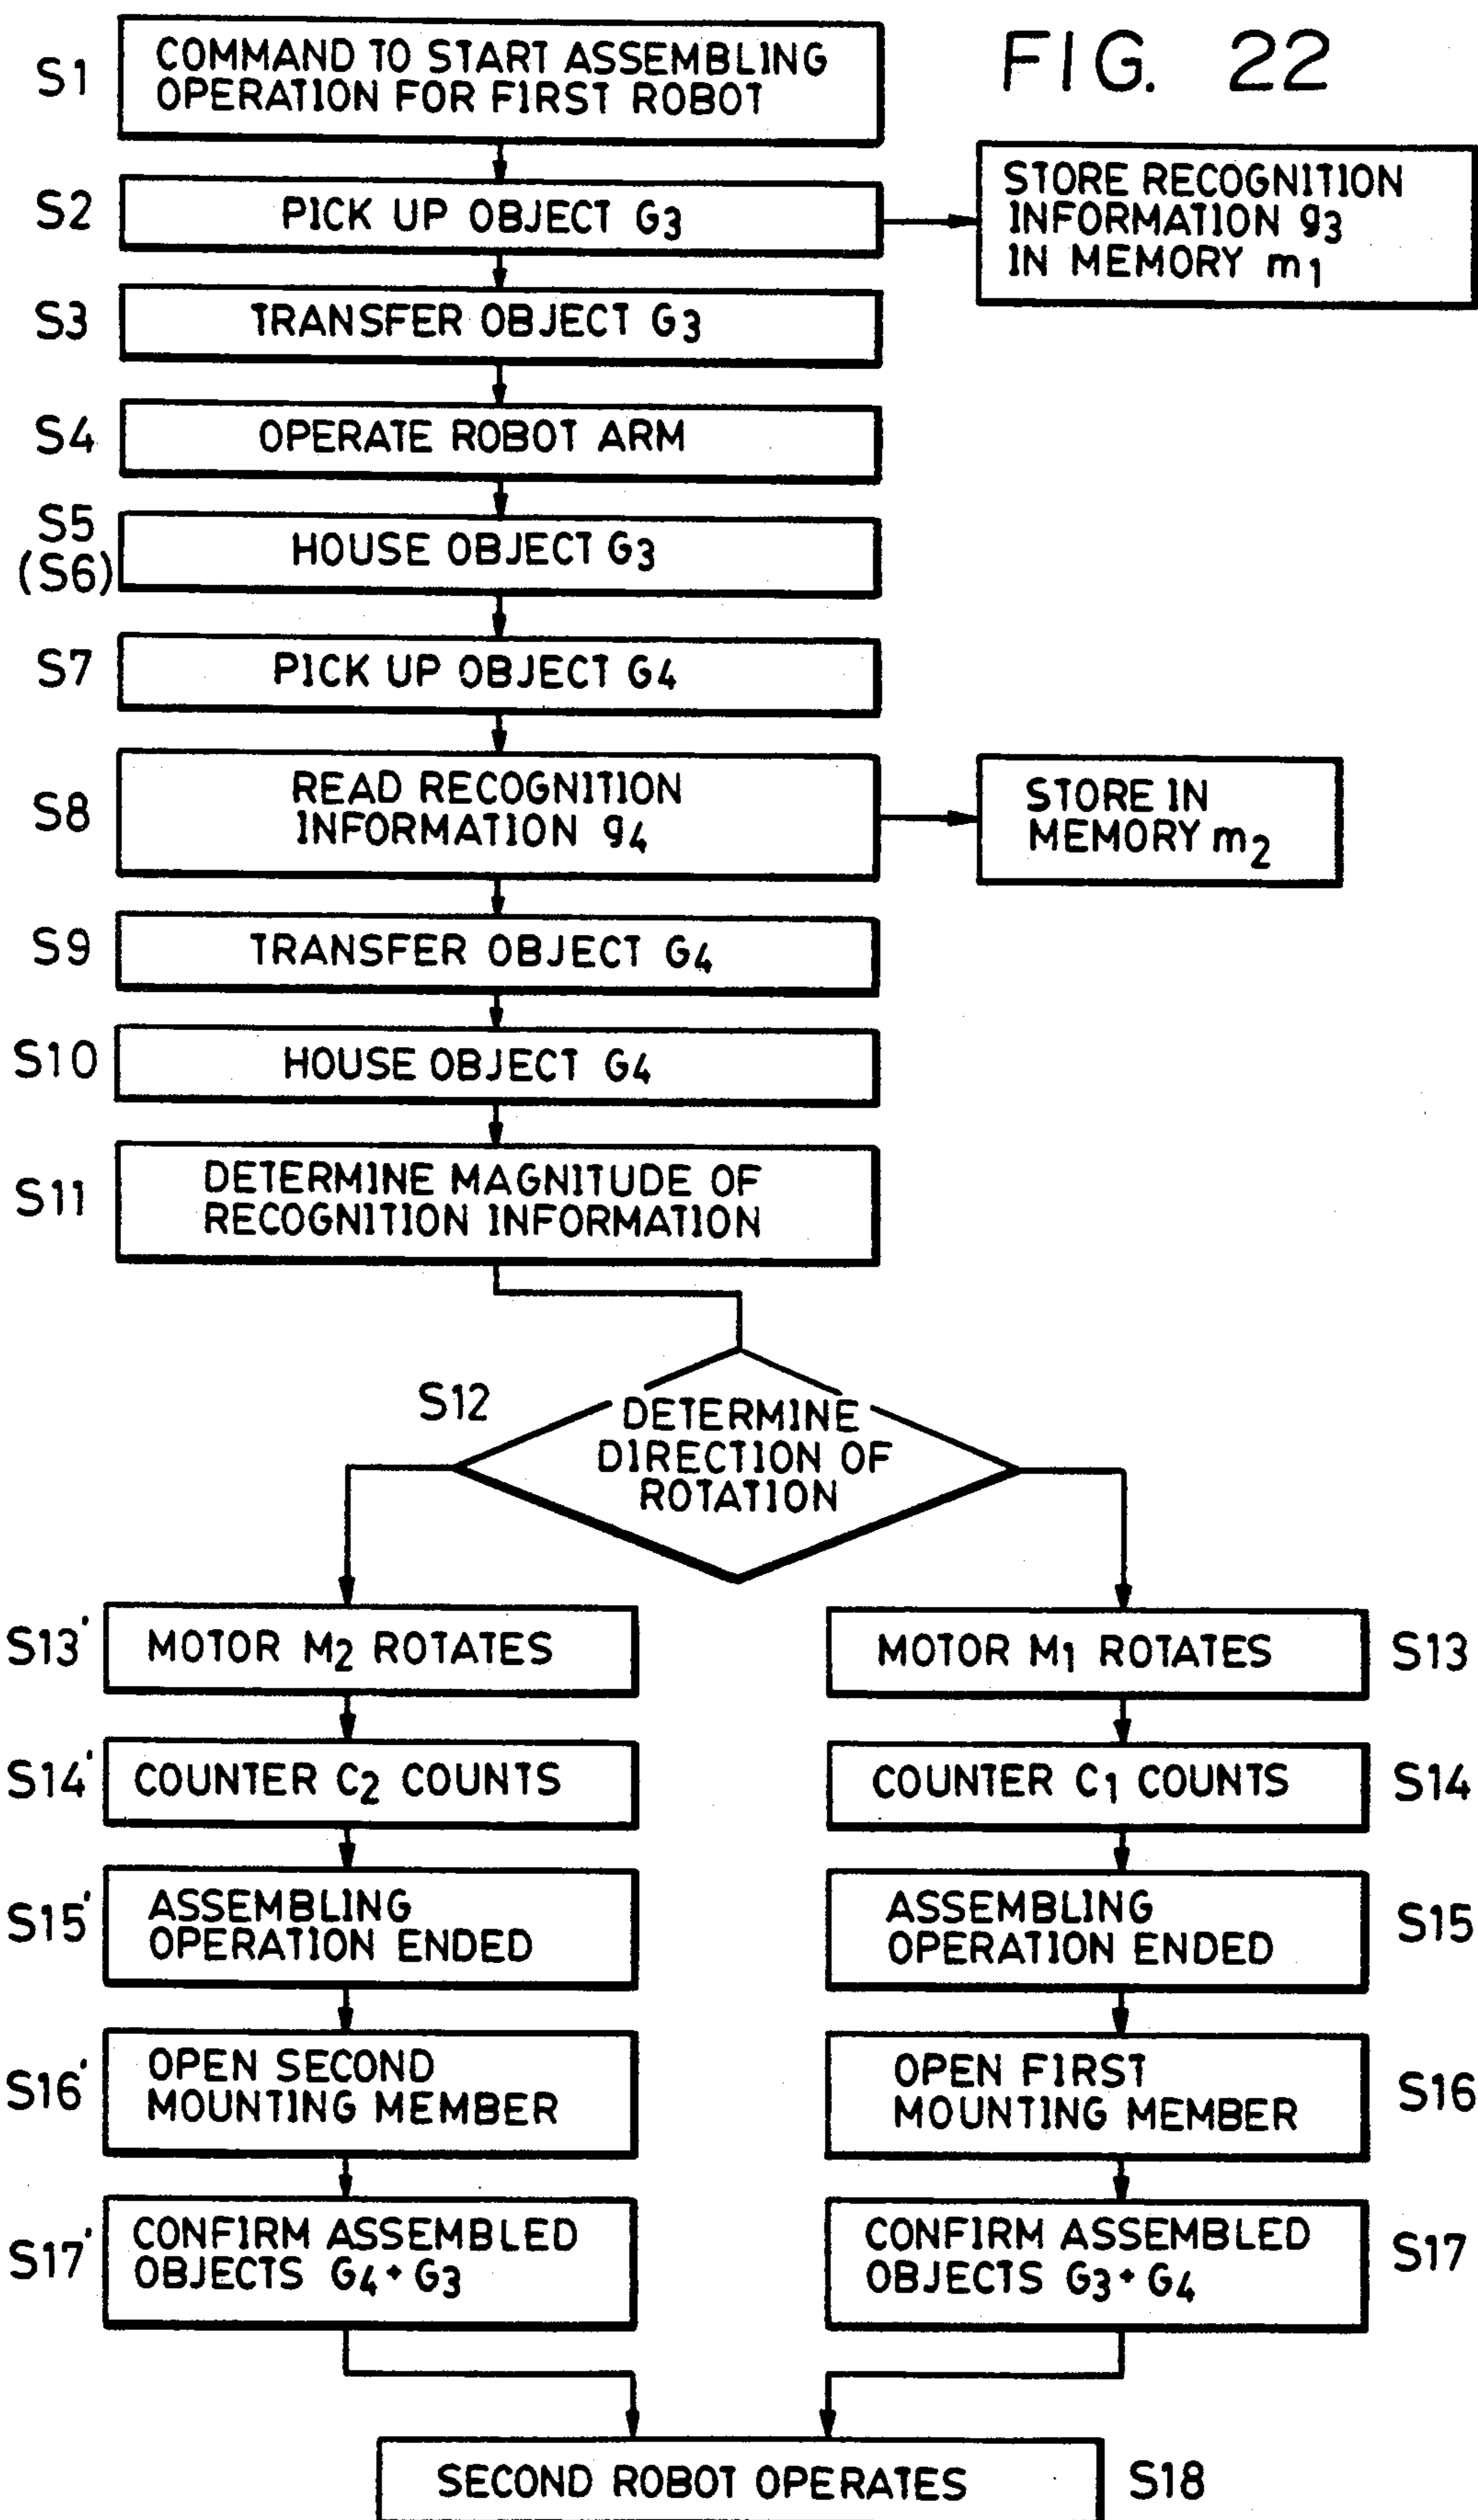 FIG. 22
S1
COMMAND TO START ASSEMBLING
OPERATION FOR FIRST ROBOT
S2
PICK UP OBJECT G3
STORE RECOGNITION
INFORMATION g3
IN MEMORY m1
S3
TRANSFER OBJECT G3
S4
OPERATE ROBOT ARM
S5
(S6)
HOUSE OBJECT G3
S7
PICK UP OBJECT G4
S8
READ RECOGNITION
INFORMATION g4
STORE IN
MEMORY m2
S9
TRANSFER OBJECT G4
S10
HOUSE OBJECT G4
S11
DETERMINE MAGNITUDE OF
RECOGNITION INFORMATION
S12
DETERMINE
DIRECTION OF
ROTATION
S13'
MOTOR M2 ROTATES
MOTOR M1 ROTATES
S13
S14'
COUNTER C2 COUNTS
COUNTER C1 COUNTS
S14
S15'
ASSEMBLING
OPERATION ENDED
ASSEMBLING
OPERATION ENDED
S15
S16'
OPEN SECOND
MOUNTING MEMBER
OPEN FIRST
MOUNTING MEMBER
S16
S17'
CONFIRM ASSEMBLED
OBJECTS G4+G3
CONFIRM ASSEMBLED
OBJECTS G3+G4
S17
SECOND ROBOT OPERATES
S18